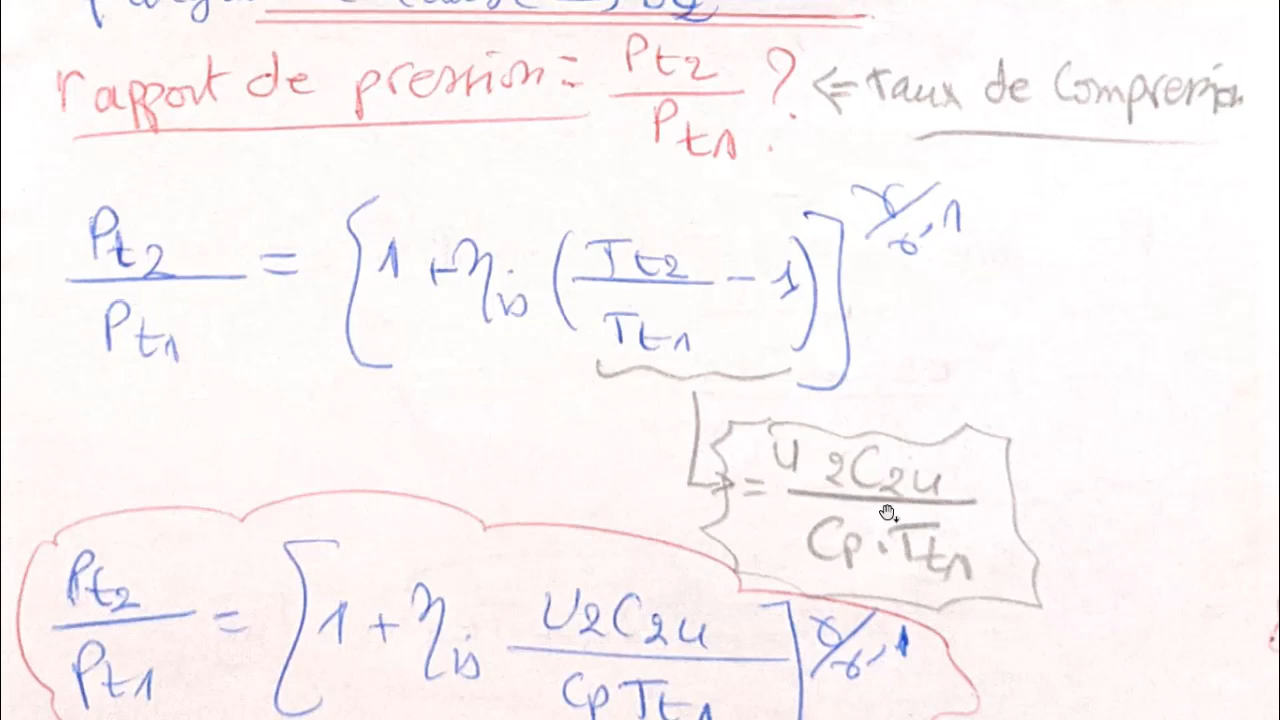 rapport de pression = Pt2/Pt1 ? ⇐ taux de Compression
Pt2/Pt1 = [1 + ηis (Tt2/Tt1 - 1)]^γ/γ-1
= U2C2u / Cp.Tt1
Pt2/Pt1 = [1 + ηis U2C2u / Cp Tt1]^γ/γ-1